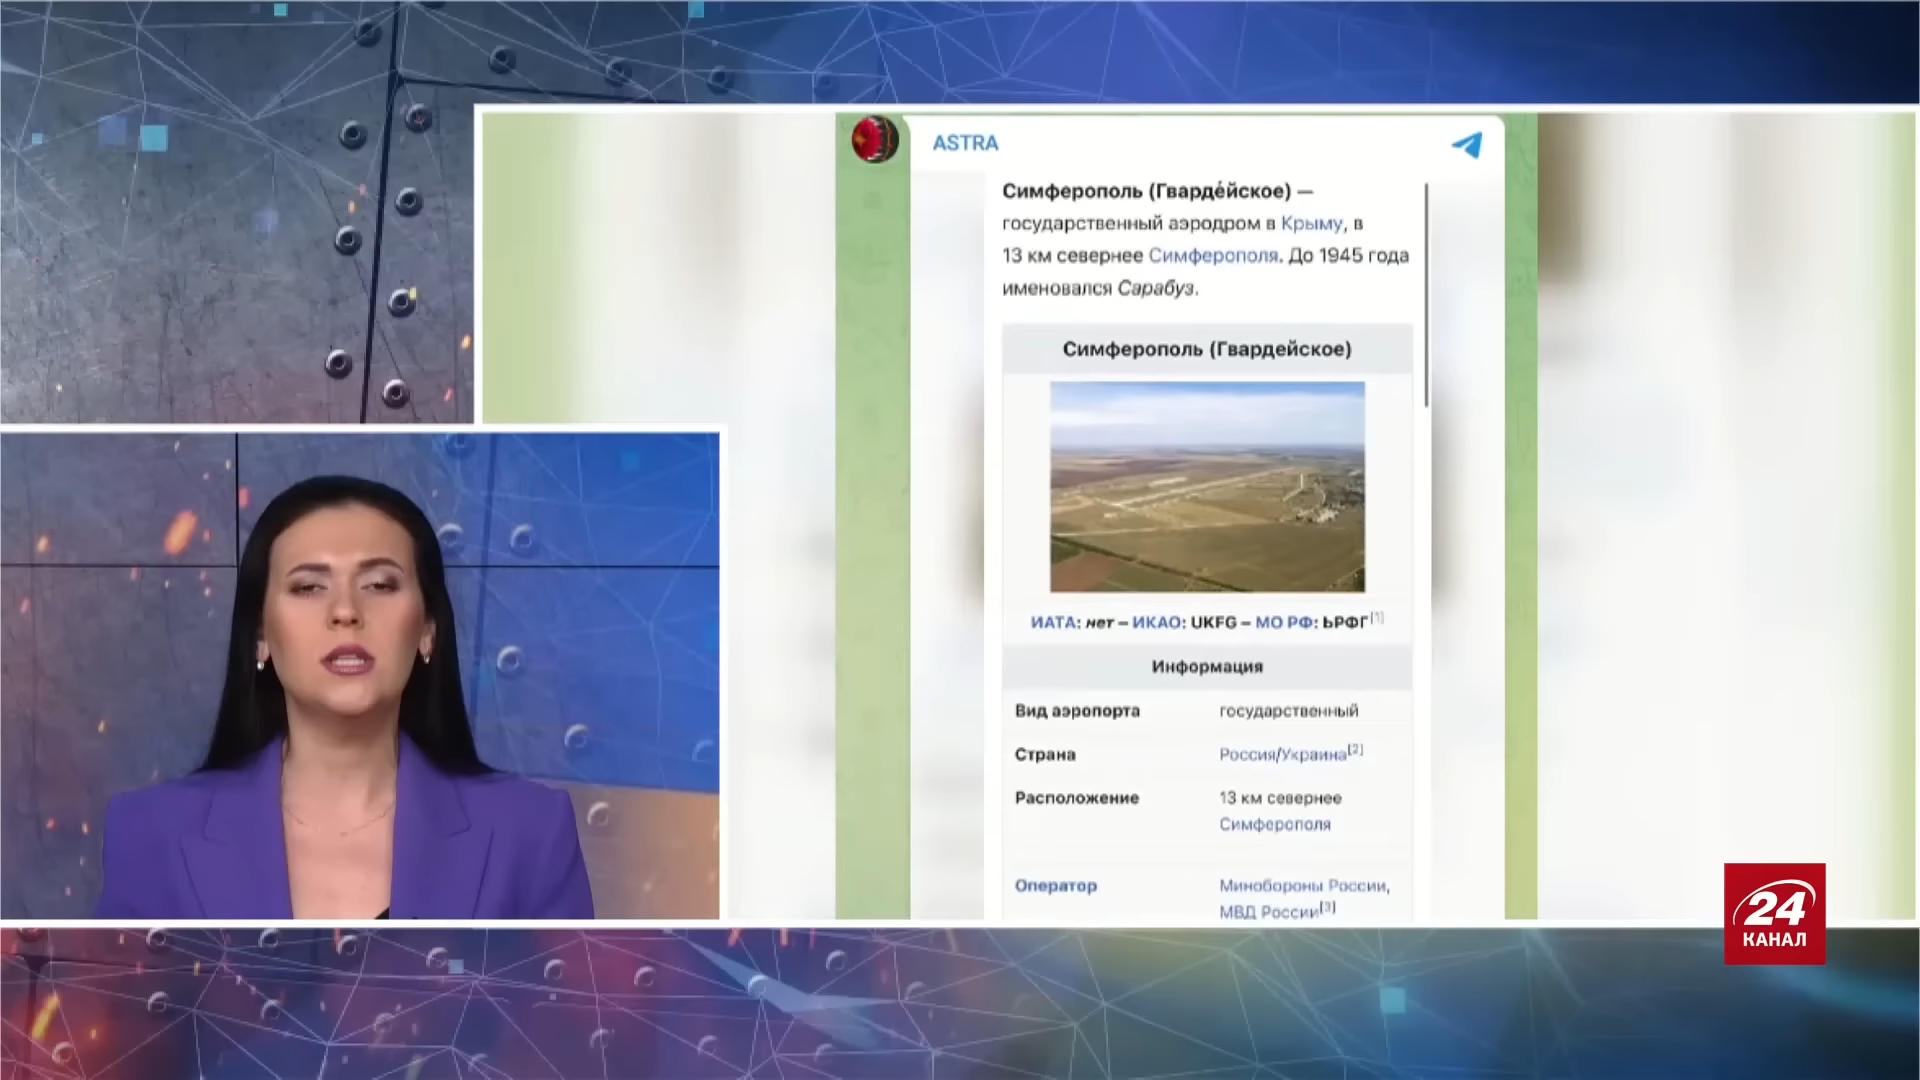 ASTRA
Симферополь (Гварде́йское) —
государственный аэродром в Крыму, в
13 км севернее Симферополя. До 1945 года
именовался Сарабуз.
Симферополь (Гвардейское)
ИАТА: нет – ИКАО: UKFG – МО РФ: ЬРФГ[1]
Информация
Вид аэропорта государственный
Страна Россия/Украина[2]
Расположение 13 км севернее
Симферополя
Оператор Минобороны России,
МВД России[3]
24
КАНАЛ